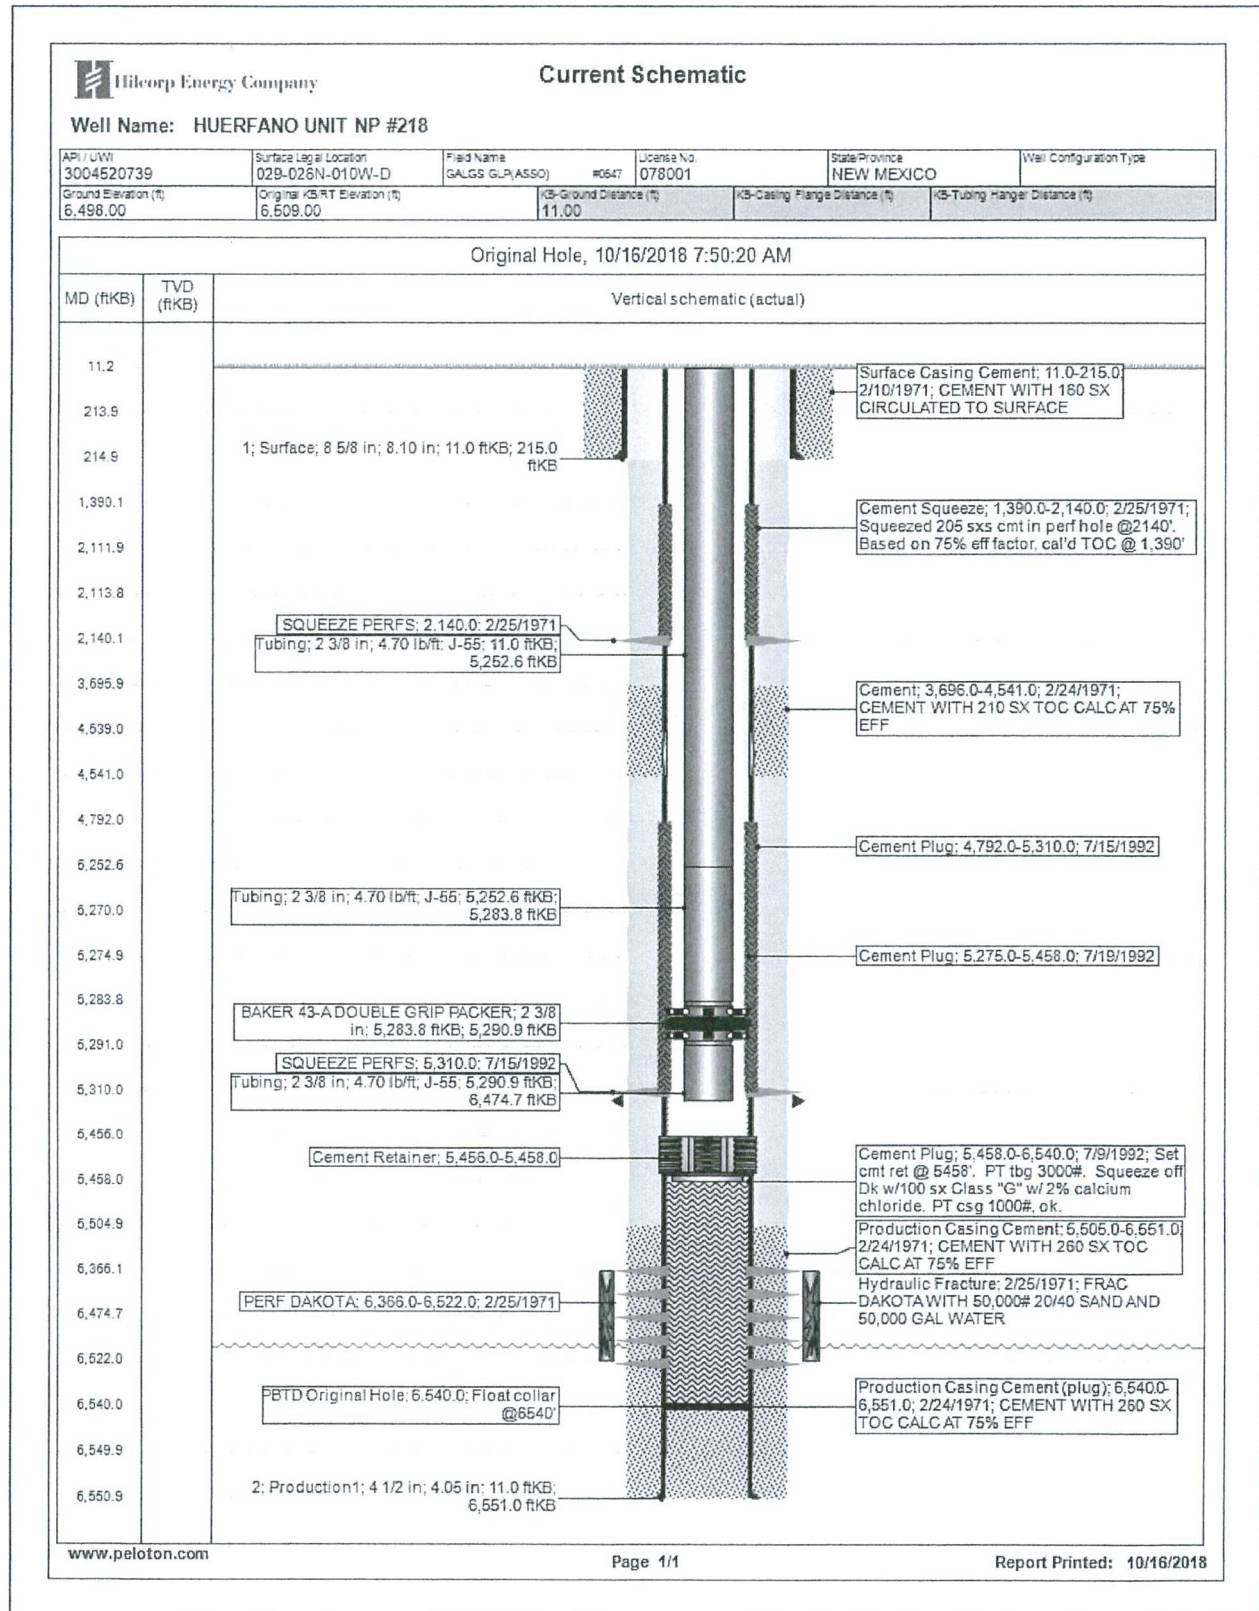 Hilcorp Energy Company
Current Schematic
Well Name: HUERFANO UNIT NP #218
API / UWI
3004520739
Surface Legal Location
029-028N-010W-D
Field Name
GALGS GLP(ASSO) #0647
License No.
078001
State/Province
NEW MEXICO
Well Configuration Type
Ground Elevation (ft)
6,498.00
Original KB/RT Elevation (ft)
6,509.00
KB-Ground Distance (ft)
11.00
KB-Casing Flange Distance (ft)
KB-Tubing Hanger Distance (ft)
Original Hole, 10/16/2018 7:50:20 AM
MD (ftKB)
TVD
(ftKB)
Vertical schematic (actual)
11.2
Surface Casing Cement; 11.0-215.0;
2/10/1971; CEMENT WITH 160 SX
CIRCULATED TO SURFACE
213.9
1; Surface; 8 5/8 in; 8.10 in; 11.0 ftKB; 215.0
ftKB
214.9
1,390.1
Cement Squeeze; 1,390.0-2,140.0; 2/25/1971;
Squeezed 205 sxs cmt in perf hole @2140'.
Based on 75% eff factor, cal'd TOC @ 1,390'
2,111.9
2,113.8
SQUEEZE PERFS; 2,140.0; 2/25/1971
2,140.1
Tubing; 2 3/8 in; 4.70 lb/ft; J-55; 11.0 ftKB;
5,252.6 ftKB
3,695.9
Cement; 3,696.0-4,541.0; 2/24/1971;
CEMENT WITH 210 SX TOC CALC AT 75%
EFF
4,539.0
4,541.0
4,792.0
Cement Plug; 4,792.0-5,310.0; 7/15/1992
5,252.6
Tubing; 2 3/8 in; 4.70 lb/ft; J-55; 5,252.6 ftKB;
5,283.8 ftKB
5,270.0
5,274.9
Cement Plug; 5,275.0-5,458.0; 7/19/1992
5,283.8
BAKER 43-A DOUBLE GRIP PACKER; 2 3/8
in; 5,283.8 ftKB; 5,290.9 ftKB
5,291.0
SQUEEZE PERFS; 5,310.0; 7/15/1992
5,310.0
Tubing; 2 3/8 in; 4.70 lb/ft; J-55; 5,290.9 ftKB;
6,474.7 ftKB
5,456.0
Cement Retainer; 5,456.0-5,458.0
5,458.0
Cement Plug; 5,458.0-6,540.0; 7/9/1992; Set
cmt ret @ 5458'. PT tbg 3000#. Squeeze off
Dk w/100 sx Class "G" w/ 2% calcium
chloride. PT csg 1000#, ok.
5,504.9
Production Casing Cement; 5,505.0-6,551.0;
2/24/1971; CEMENT WITH 260 SX TOC
CALC AT 75% EFF
6,366.1
PERF DAKOTA; 6,366.0-6,522.0; 2/25/1971
Hydraulic Fracture; 2/25/1971; FRAC
DAKOTA WITH 50,000# 20/40 SAND AND
50,000 GAL WATER
6,474.7
6,522.0
PBTD Original Hole; 6,540.0; Float collar
@6540'
6,540.0
Production Casing Cement (plug); 6,540.0-
6,551.0; 2/24/1971; CEMENT WITH 260 SX
TOC CALC AT 75% EFF
6,549.9
2; Production1; 4 1/2 in; 4.05 in; 11.0 ftKB;
6,551.0 ftKB
6,550.9
www.peloton.com
Page 1/1
Report Printed: 10/16/2018